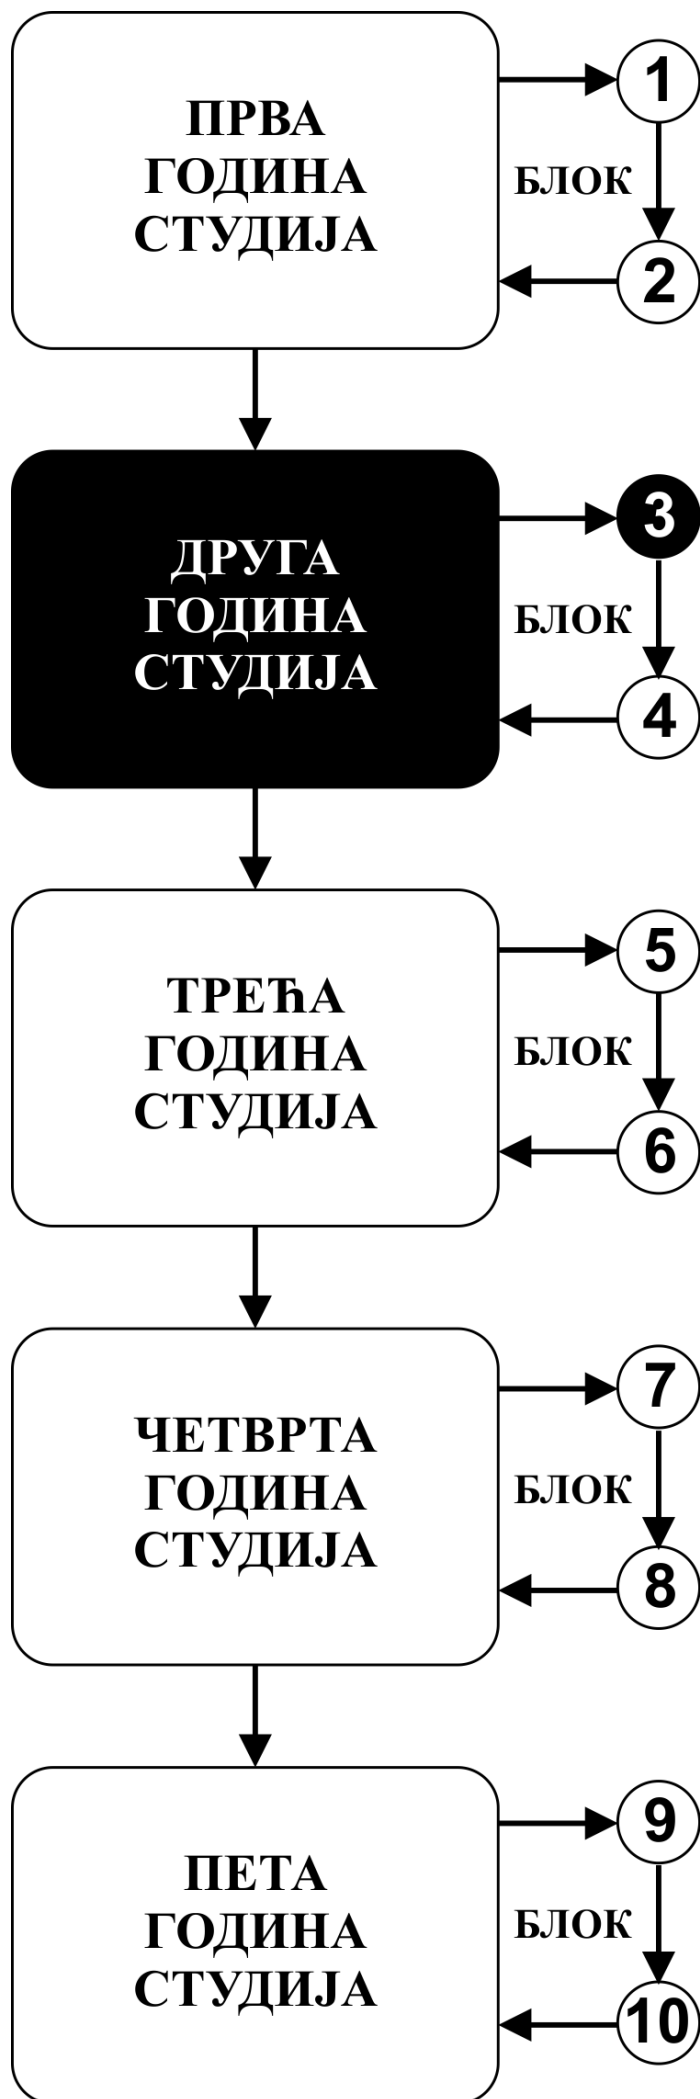 ПРВА
ГОДИНА
СТУДИЈА
1
БЛОК
2
ДРУГА
ГОДИНА
СТУДИЈА
3
БЛОК
4
ТРЕЋА
ГОДИНА
СТУДИЈА
5
БЛОК
6
ЧЕТВРТА
ГОДИНА
СТУДИЈА
7
БЛОК
8
ПЕТА
ГОДИНА
СТУДИЈА
9
БЛОК
10